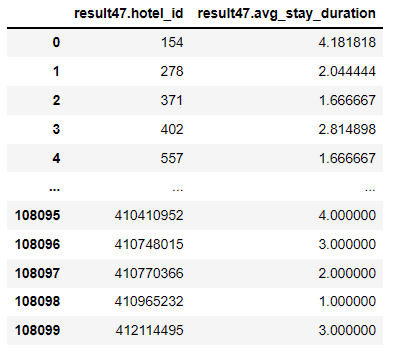 result47.hotel_id result47.avg_stay_duration
0 154 4.181818
1 278 2.044444
2 371 1.666667
3 402 2.814898
4 557 1.666667
... ... ...
108095 410410952 4.000000
108096 410748015 3.000000
108097 410770366 2.000000
108098 410965232 1.000000
108099 412114495 3.000000